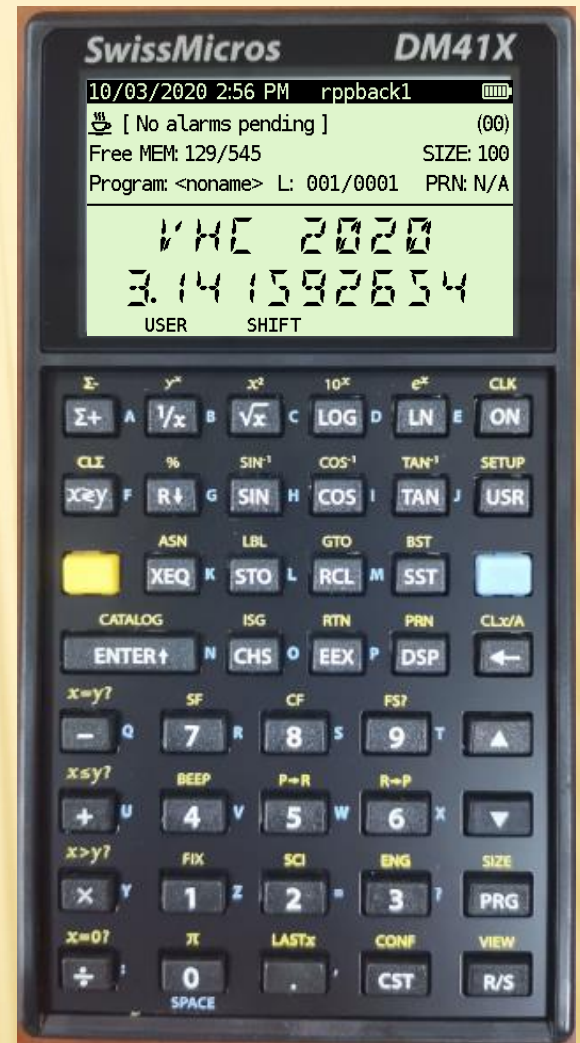 SwissMicros DM41X
10/03/2020 2:56 PM rppback1
[ No alarms pending ] (00)
Free MEM: 129/545 SIZE: 100
Program: <noname> L: 001/0001 PRN: N/A
VHC 2020
3.141592654
USER SHIFT
Σ- yˣ x² 10ˣ eˣ CLK
Σ+ A 1/x B √x C LOG D LN E ON
CLΣ % SIN⁻¹ COS⁻¹ TAN⁻¹ SETUP
x≷y F R↓ G SIN H COS I TAN J USR
ASN LBL GTO BST
XEQ K STO L RCL M SST
CATALOG ISG RTN PRN CLx/A
ENTER↑ N CHS O EEX P DSP ←
x=y? SF CF FS?
− Q 7 R 8 S 9 T ▲
x≤y? BEEP P→R R→P
+ U 4 V 5 W 6 X ▼
x>y? FIX SCI ENG SIZE
× Y 1 Z 2 = 3 ? PRG
x=0? π LASTx CONF VIEW
÷ : 0 . , CST R/S
SPACE